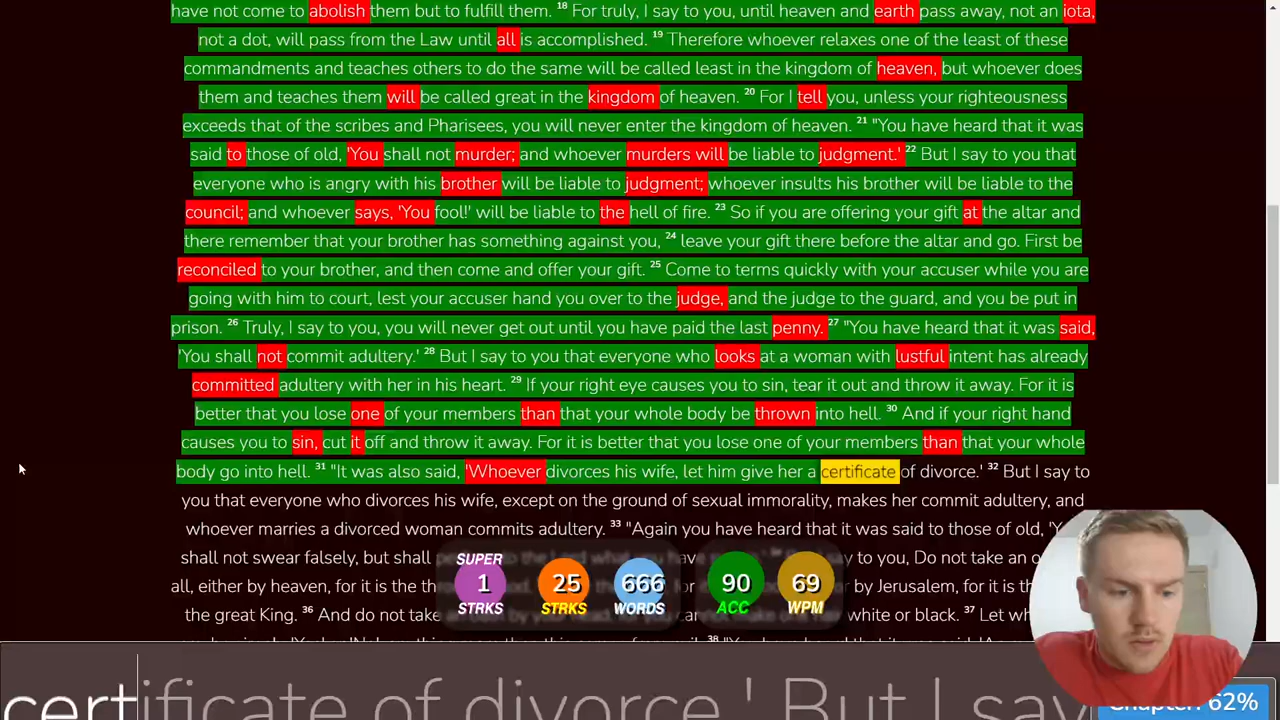 have not come to abolish them but to fulfill them. 18 For truly, I say to you, until heaven and earth pass away, not an iota,
not a dot, will pass from the Law until all is accomplished. 19 Therefore whoever relaxes one of the least of these
commandments and teaches others to do the same will be called least in the kingdom of heaven, but whoever does
them and teaches them will be called great in the kingdom of heaven. 20 For I tell you, unless your righteousness
exceeds that of the scribes and Pharisees, you will never enter the kingdom of heaven. 21 "You have heard that it was
said to those of old, 'You shall not murder; and whoever murders will be liable to judgment.' 22 But I say to you that
everyone who is angry with his brother will be liable to judgment; whoever insults his brother will be liable to the
council; and whoever says, 'You fool!' will be liable to the hell of fire. 23 So if you are offering your gift at the altar and
there remember that your brother has something against you, 24 leave your gift there before the altar and go. First be
reconciled to your brother, and then come and offer your gift. 25 Come to terms quickly with your accuser while you are
going with him to court, lest your accuser hand you over to the judge, and the judge to the guard, and you be put in
prison. 26 Truly, I say to you, you will never get out until you have paid the last penny. 27 "You have heard that it was said,
'You shall not commit adultery.' 28 But I say to you that everyone who looks at a woman with lustful intent has already
committed adultery with her in his heart. 29 If your right eye causes you to sin, tear it out and throw it away. For it is
better that you lose one of your members than that your whole body be thrown into hell. 30 And if your right hand
causes you to sin, cut it off and throw it away. For it is better that you lose one of your members than that your whole
body go into hell. 31 "It was also said, 'Whoever divorces his wife, let him give her a certificate of divorce.' 32 But I say to
you that everyone who divorces his wife, except on the ground of sexual immorality, makes her commit adultery, and
whoever marries a divorced woman commits adultery. 33 "Again you have heard that it was said to those of old,
shall not swear falsely, but shall have say to you, Do not take an
all, either by heaven, for it is the by Jerusalem, for it is
the great King. 36 And do not take white or black. 37 Let
SUPER
1 25 666 90 69
STRKS STRKS WORDS ACC WPM
certificate of divorce.' But I say
Chapter: 62%